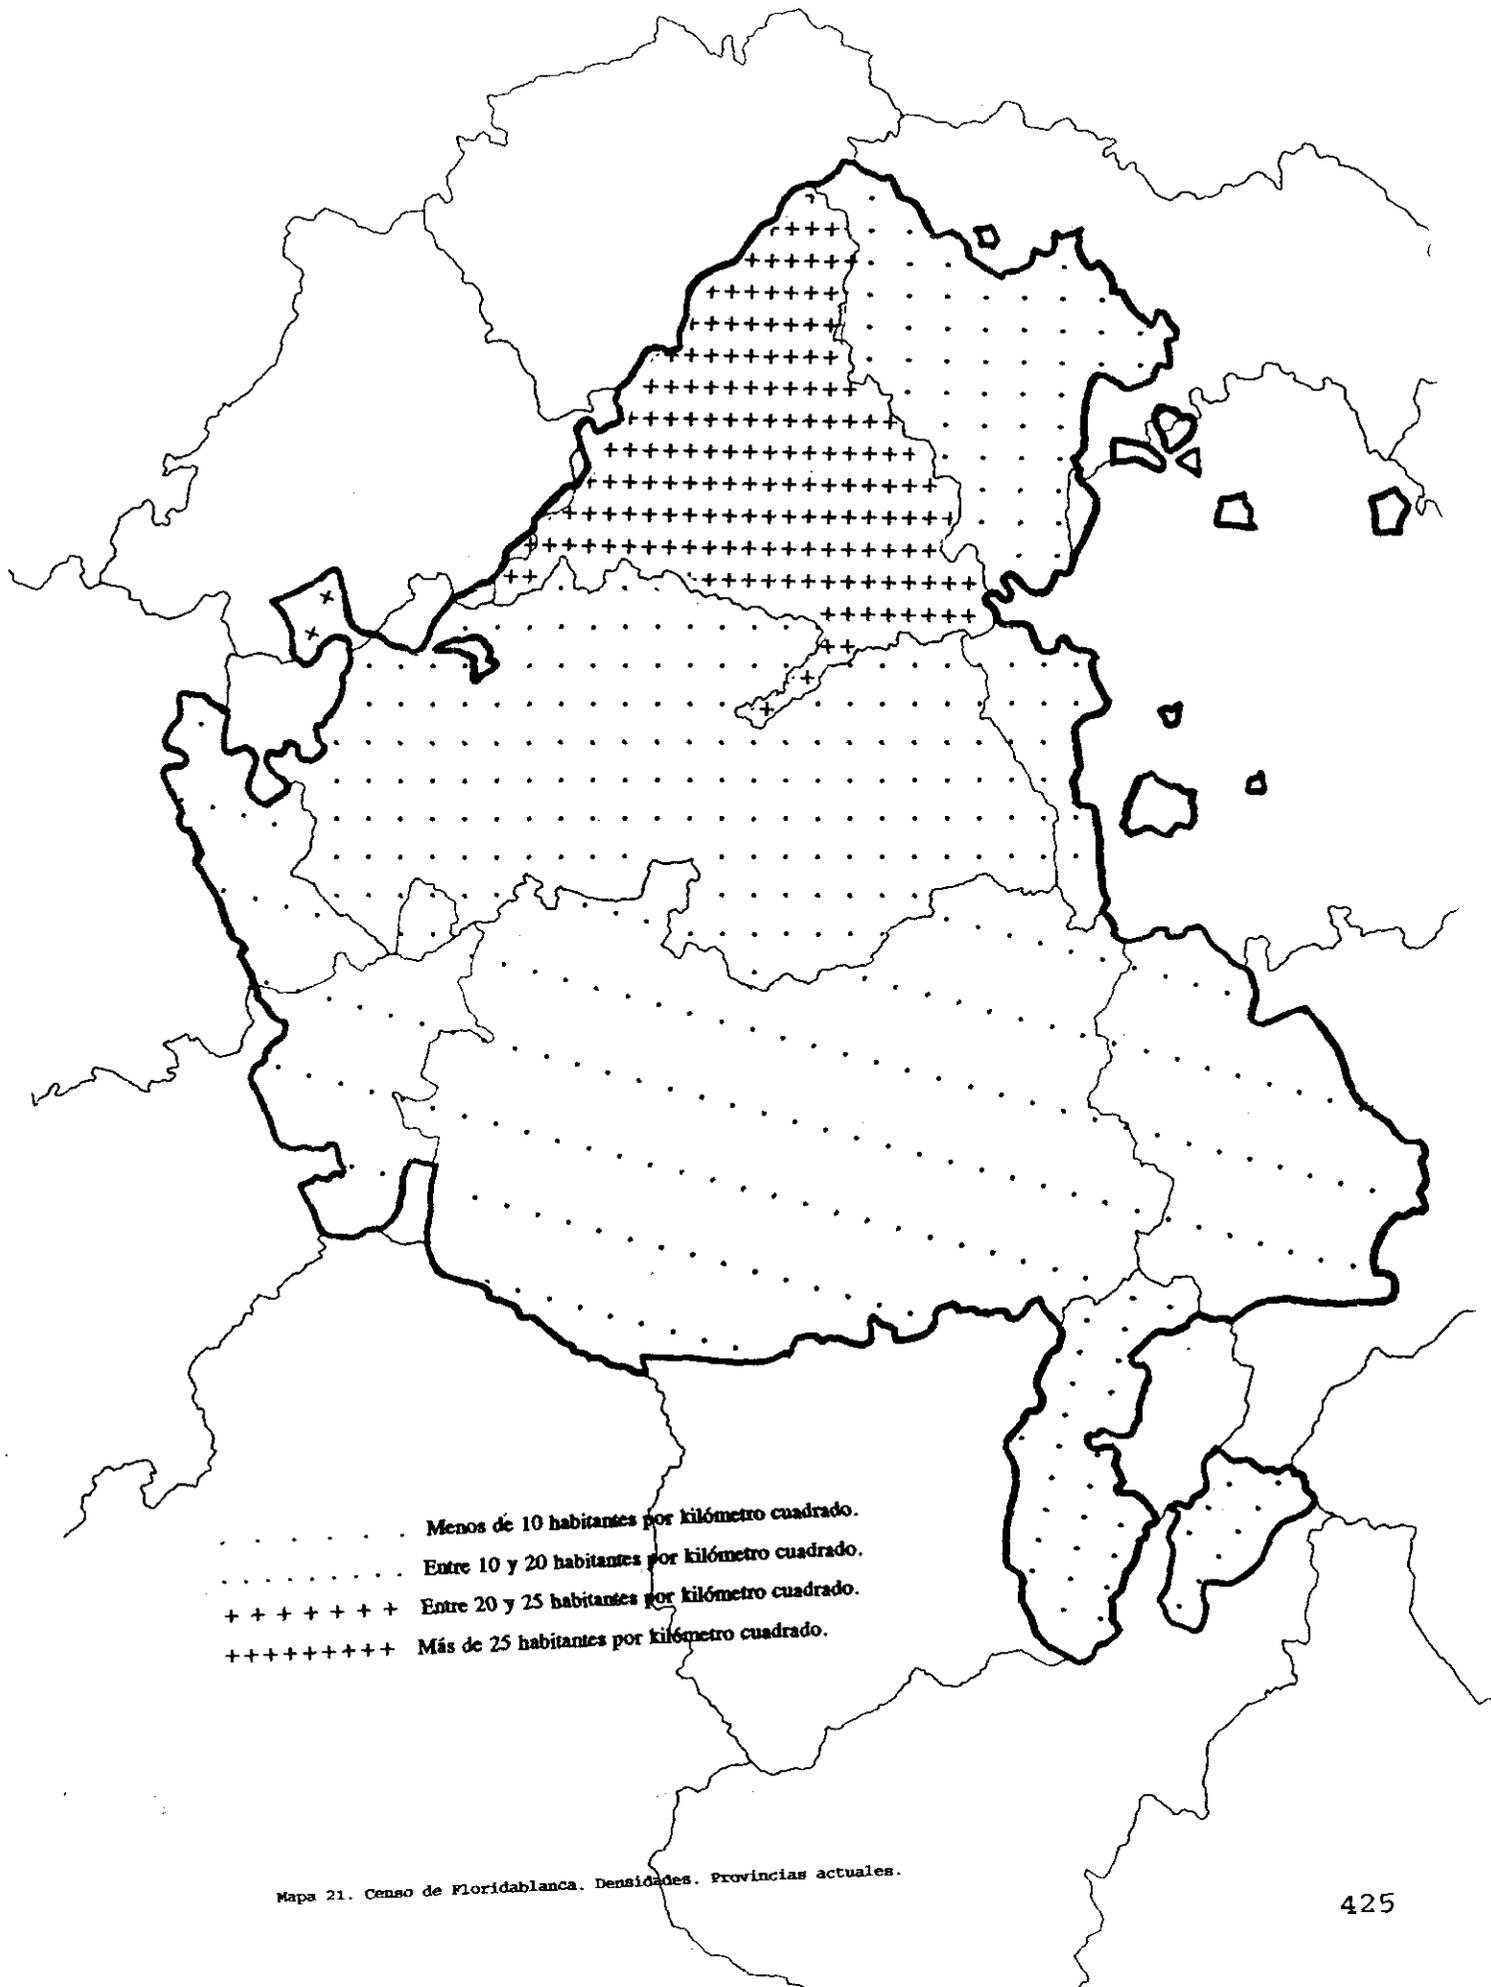 Menos de 10 habitantes por kilómetro cuadrado.
Entre 10 y 20 habitantes por kilómetro cuadrado.
Entre 20 y 25 habitantes por kilómetro cuadrado.
Más de 25 habitantes por kilómetro cuadrado.
Mapa 21. Censo de Floridablanca. Densidades. Provincias actuales.
425